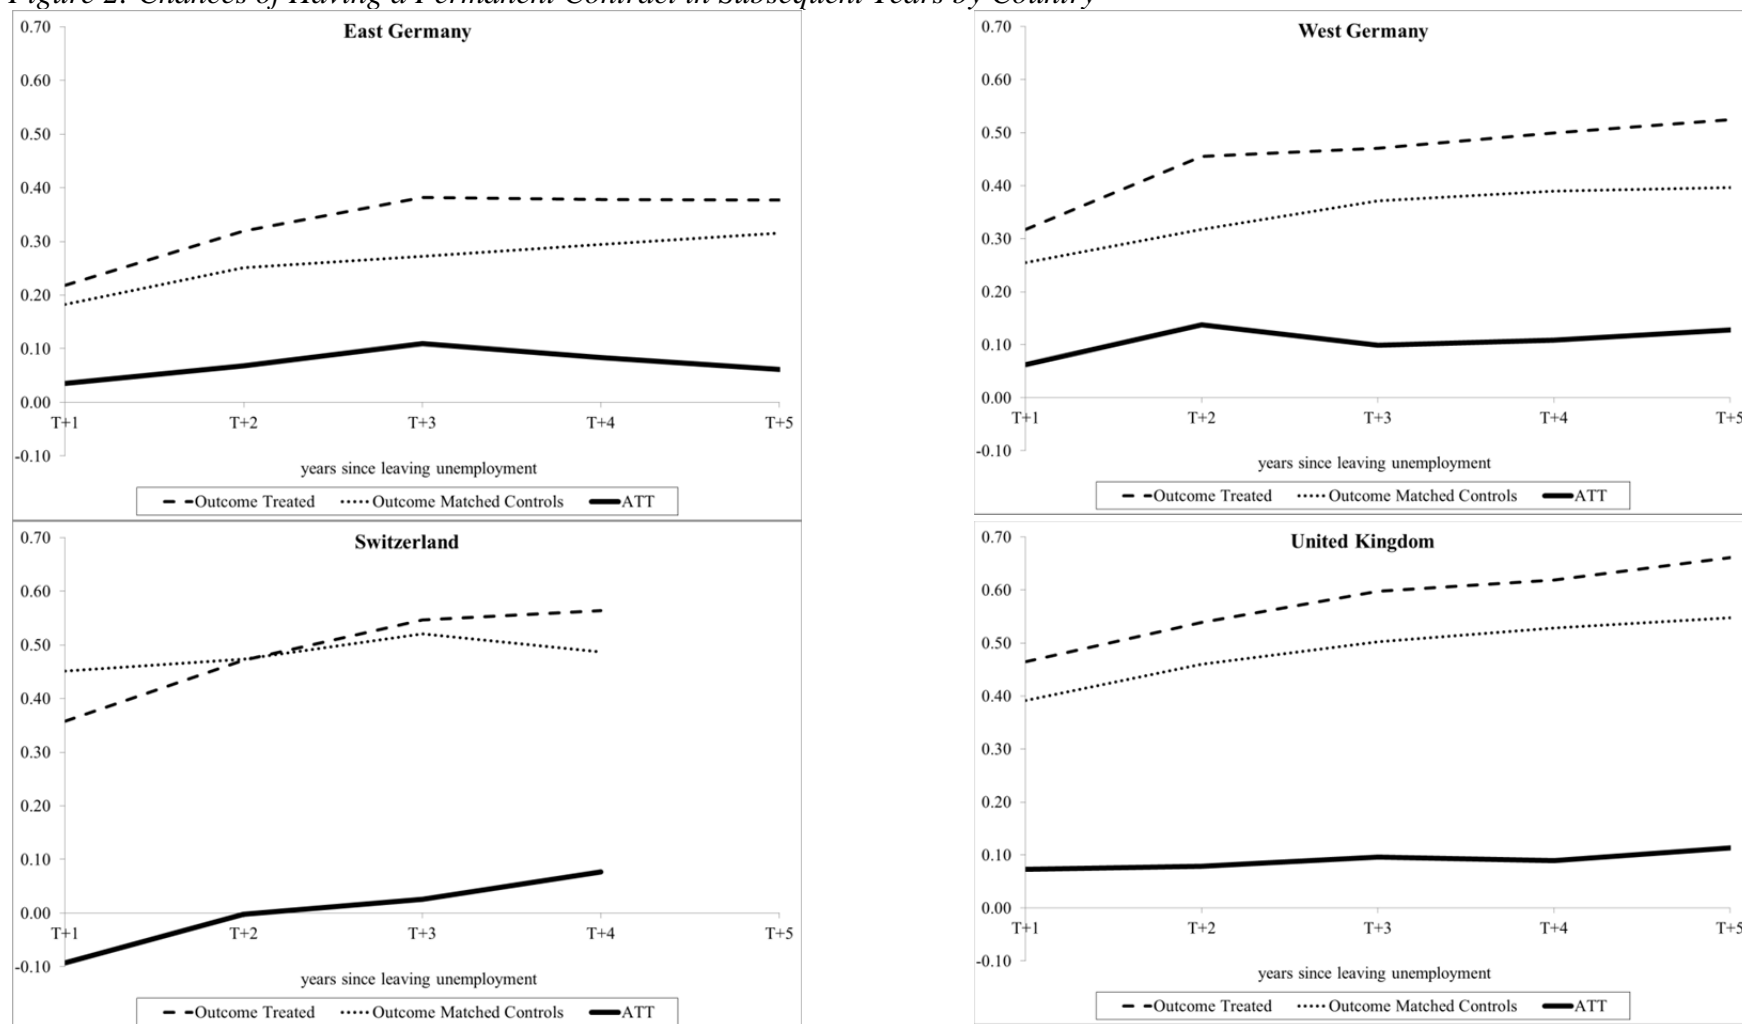 Figure 2: Chances of Having a Permanent Contract in Subsequent Years by Country
East Germany
0.70
0.60
0.50
0.40
0.30
0.20
0.10
0.00
-0.10
T+1 T+2 T+3 T+4 T+5
years since leaving unemployment
Outcome Treated Outcome Matched Controls ATT
West Germany
0.70
0.60
0.50
0.40
0.30
0.20
0.10
0.00
-0.10
T+1 T+2 T+3 T+4 T+5
years since leaving unemployment
Outcome Treated Outcome Matched Controls ATT
Switzerland
0.70
0.60
0.50
0.40
0.30
0.20
0.10
0.00
-0.10
T+1 T+2 T+3 T+4 T+5
years since leaving unemployment
Outcome Treated Outcome Matched Controls ATT
United Kingdom
0.70
0.60
0.50
0.40
0.30
0.20
0.10
0.00
-0.10
T+1 T+2 T+3 T+4 T+5
years since leaving unemployment
Outcome Treated Outcome Matched Controls ATT